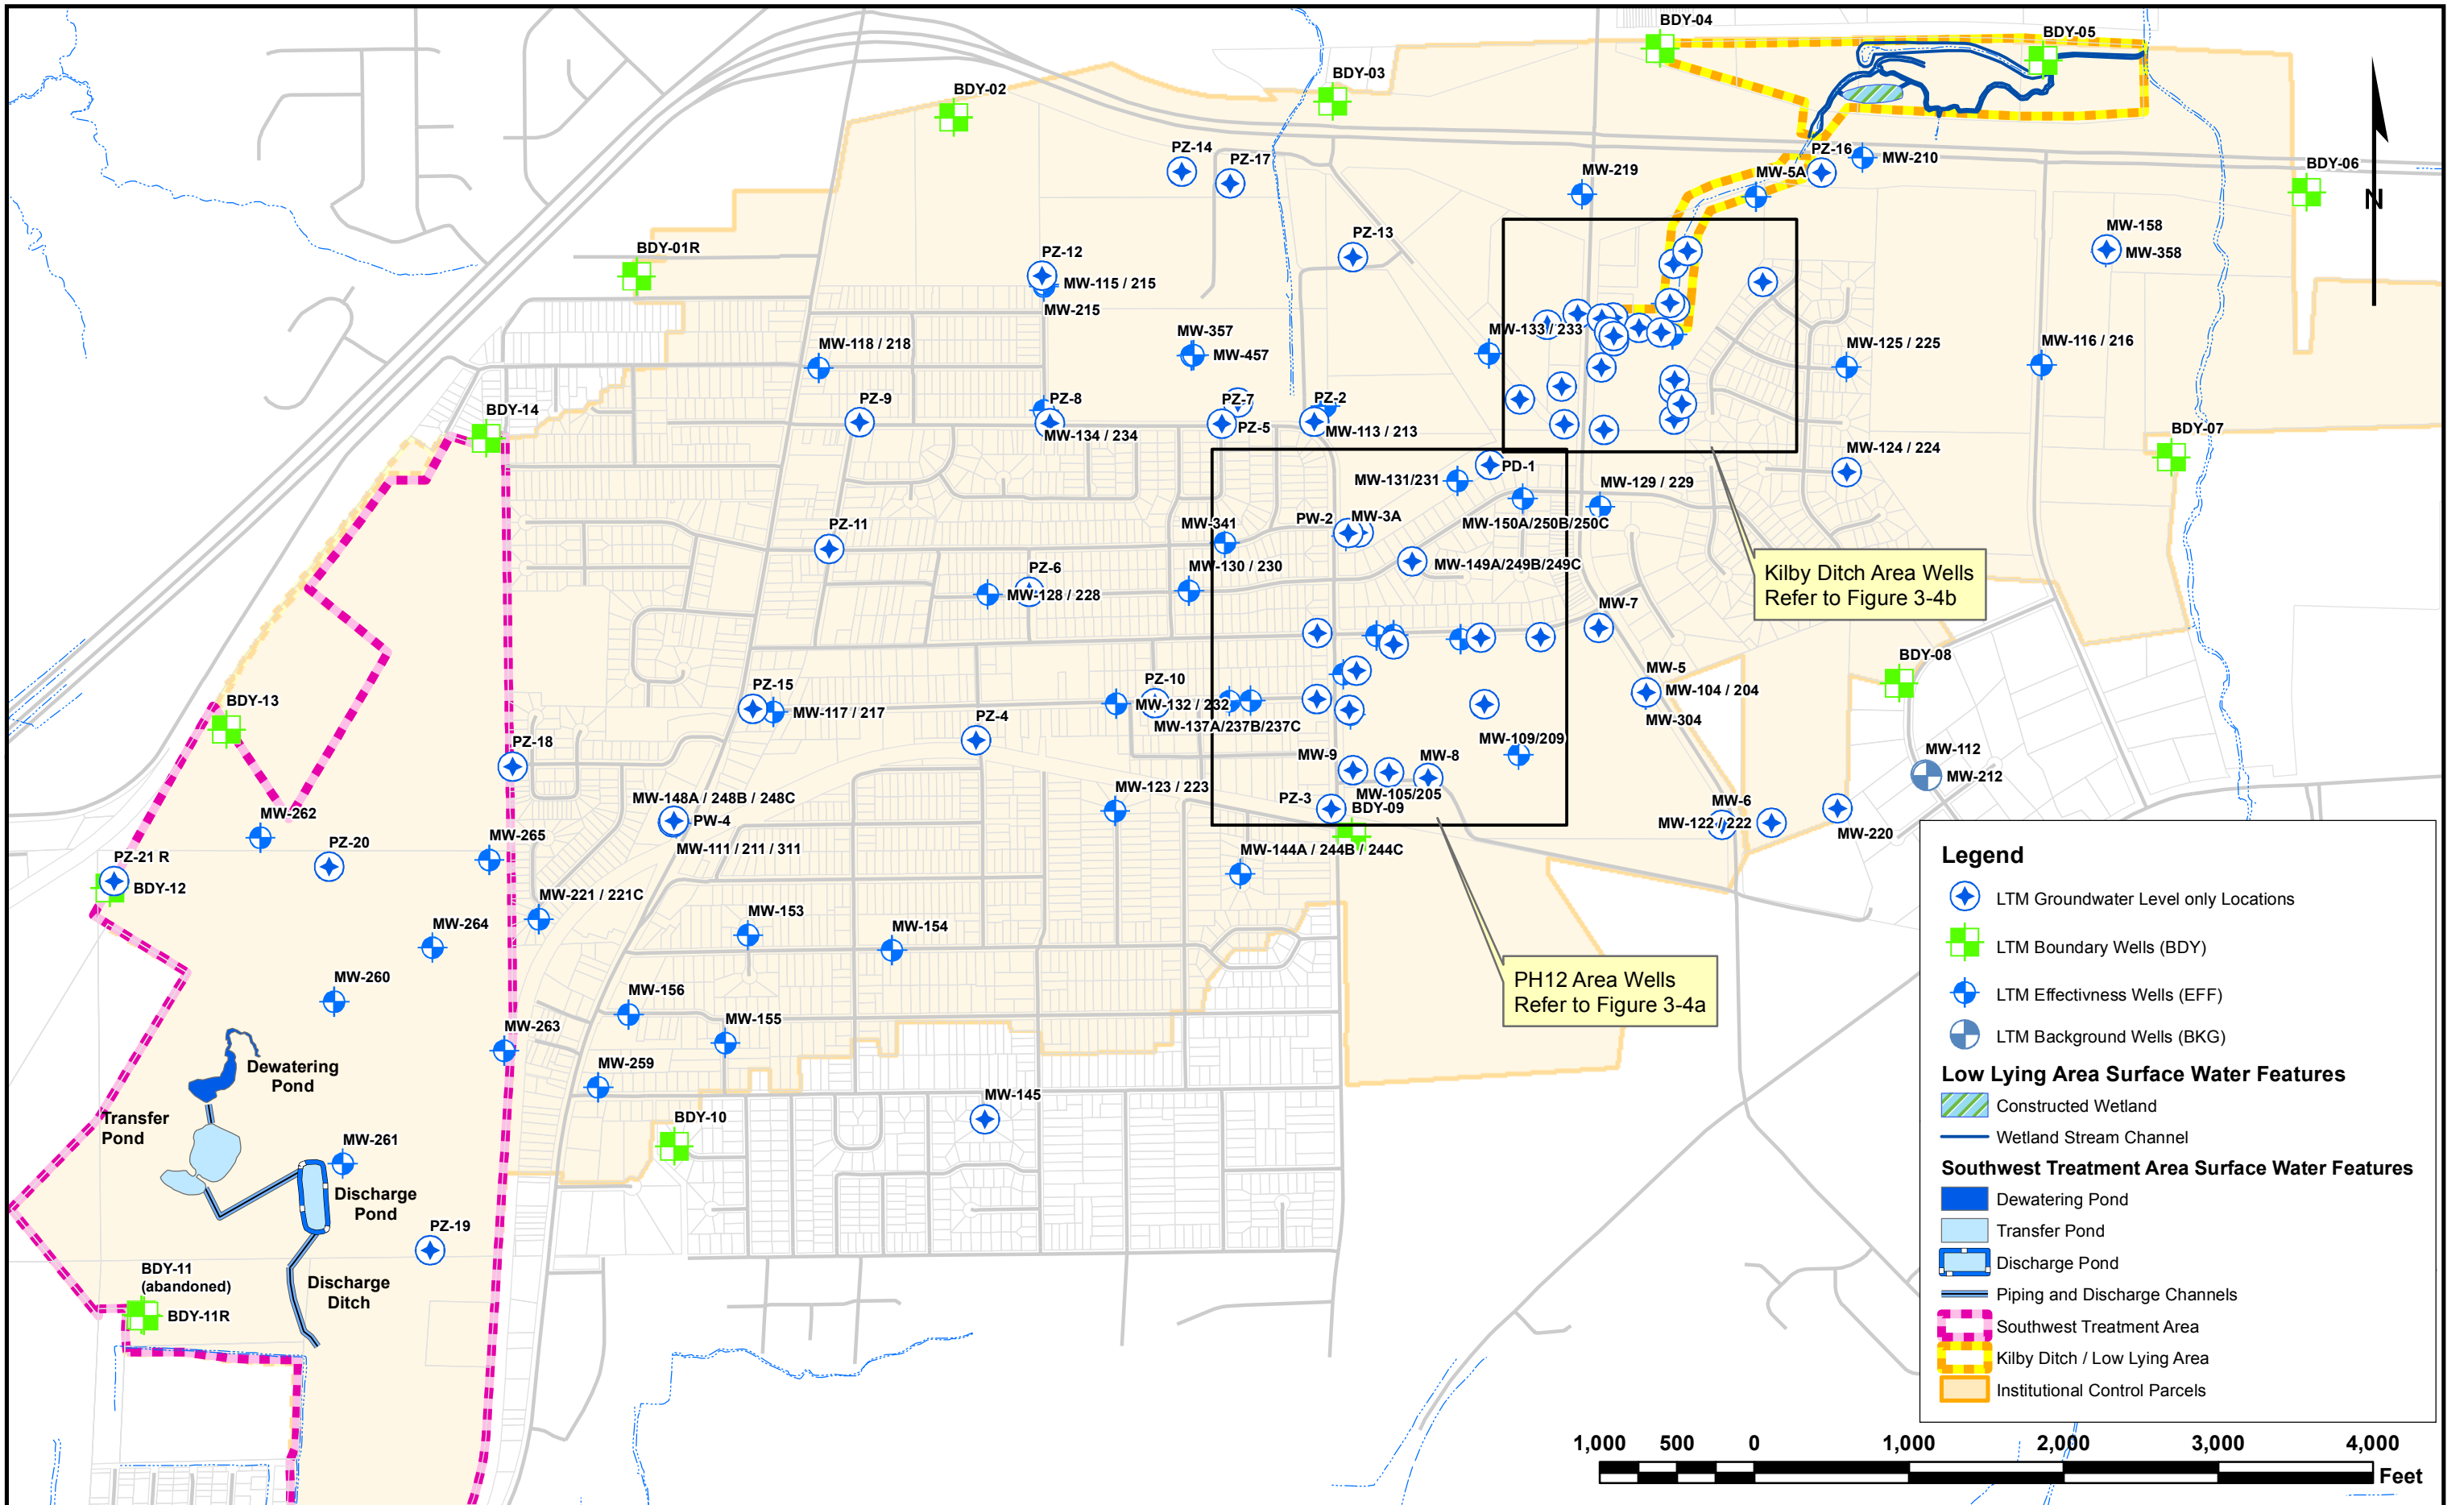 BDY-04
BDY-05
BDY-03
BDY-02
PZ-14
PZ-17
PZ-16
MW-210
BDY-06
MW-219
MW-5A
N
BDY-01R
PZ-12
MW-115 / 215
MW-215
PZ-13
MW-158
MW-358
MW-118 / 218
MW-357
MW-457
MW-133 / 233
MW-125 / 225
MW-116 / 216
BDY-14
PZ-9
PZ-8
MW-134 / 234
PZ-7
PZ-5
PZ-2
MW-113 / 213
BDY-07
MW-124 / 224
PD-1
MW-131/231
MW-129 / 229
PZ-11
MW-341
PW-2
MW-3A
MW-150A/250B/250C
MW-130 / 230
MW-149A/249B/249C
Kilby Ditch Area Wells
Refer to Figure 3-4b
PZ-6
MW-128 / 228
MW-7
BDY-13
PZ-15
MW-117 / 217
PZ-10
MW-132 / 232
MW-137A/237B/237C
MW-5
MW-104 / 204
MW-304
BDY-08
PZ-18
PZ-4
MW-109/209
MW-9
MW-8
MW-112
MW-212
MW-262
MW-148A / 248B / 248C
PW-4
MW-111 / 211 / 311
MW-123 / 223
PZ-3
MW-105/205
BDY-09
MW-6
MW-122 / 222
MW-220
PZ-21 R
BDY-12
PZ-20
MW-265
MW-144A / 244B / 244C
MW-221 / 221C
MW-264
MW-153
MW-154
MW-260
MW-156
MW-155
PH12 Area Wells
Refer to Figure 3-4a
MW-263
Dewatering
Pond
MW-259
Transfer
Pond
BDY-10
MW-145
MW-261
Discharge
Pond
PZ-19
BDY-11
(abandoned)
BDY-11R
Discharge
Ditch
Legend
LTM Groundwater Level only Locations
LTM Boundary Wells (BDY)
LTM Effectivness Wells (EFF)
LTM Background Wells (BKG)
Low Lying Area Surface Water Features
Constructed Wetland
Wetland Stream Channel
Southwest Treatment Area Surface Water Features
Dewatering Pond
Transfer Pond
Discharge Pond
Piping and Discharge Channels
Southwest Treatment Area
Kilby Ditch / Low Lying Area
Institutional Control Parcels
1,000 500 0 1,000 2,000 3,000 4,000
Feet